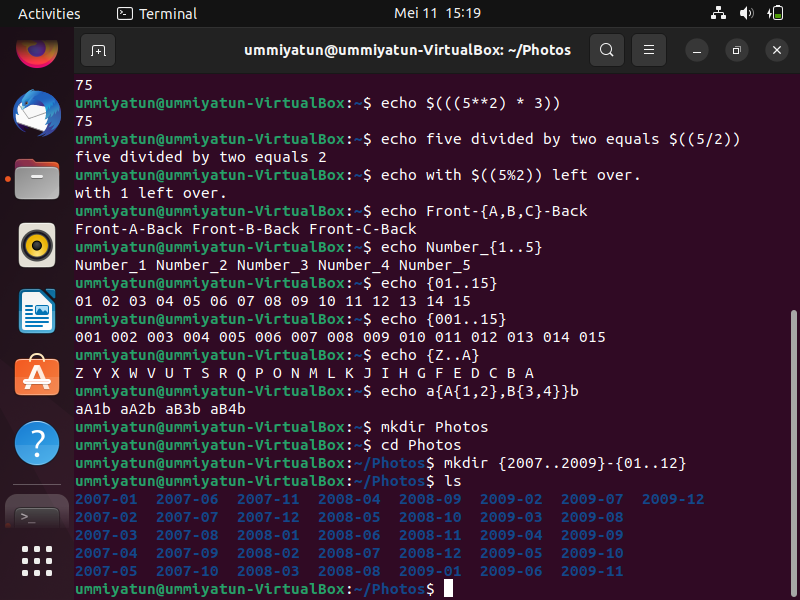 Activities Terminal Mei 11 15:19
ummiyatun@ummiyatun-VirtualBox: ~/Photos
75
ummiyatun@ummiyatun-VirtualBox:~$ echo $(((5**2) * 3))
75
ummiyatun@ummiyatun-VirtualBox:~$ echo five divided by two equals $((5/2))
five divided by two equals 2
ummiyatun@ummiyatun-VirtualBox:~$ echo with $((5%2)) left over.
with 1 left over.
ummiyatun@ummiyatun-VirtualBox:~$ echo Front-{A,B,C}-Back
Front-A-Back Front-B-Back Front-C-Back
ummiyatun@ummiyatun-VirtualBox:~$ echo Number_{1..5}
Number_1 Number_2 Number_3 Number_4 Number_5
ummiyatun@ummiyatun-VirtualBox:~$ echo {01..15}
01 02 03 04 05 06 07 08 09 10 11 12 13 14 15
ummiyatun@ummiyatun-VirtualBox:~$ echo {001..15}
001 002 003 004 005 006 007 008 009 010 011 012 013 014 015
ummiyatun@ummiyatun-VirtualBox:~$ echo {Z..A}
Z Y X W V U T S R Q P O N M L K J I H G F E D C B A
ummiyatun@ummiyatun-VirtualBox:~$ echo a{A{1,2},B{3,4}}b
aA1b aA2b aB3b aB4b
ummiyatun@ummiyatun-VirtualBox:~$ mkdir Photos
ummiyatun@ummiyatun-VirtualBox:~$ cd Photos
ummiyatun@ummiyatun-VirtualBox:~/Photos$ mkdir {2007..2009}-{01..12}
ummiyatun@ummiyatun-VirtualBox:~/Photos$ ls
2007-01 2007-06 2007-11 2008-04 2008-09 2009-02 2009-07 2009-12
2007-02 2007-07 2007-12 2008-05 2008-10 2009-03 2009-08
2007-03 2007-08 2008-01 2008-06 2008-11 2009-04 2009-09
2007-04 2007-09 2008-02 2008-07 2008-12 2009-05 2009-10
2007-05 2007-10 2008-03 2008-08 2009-01 2009-06 2009-11
ummiyatun@ummiyatun-VirtualBox:~/Photos$